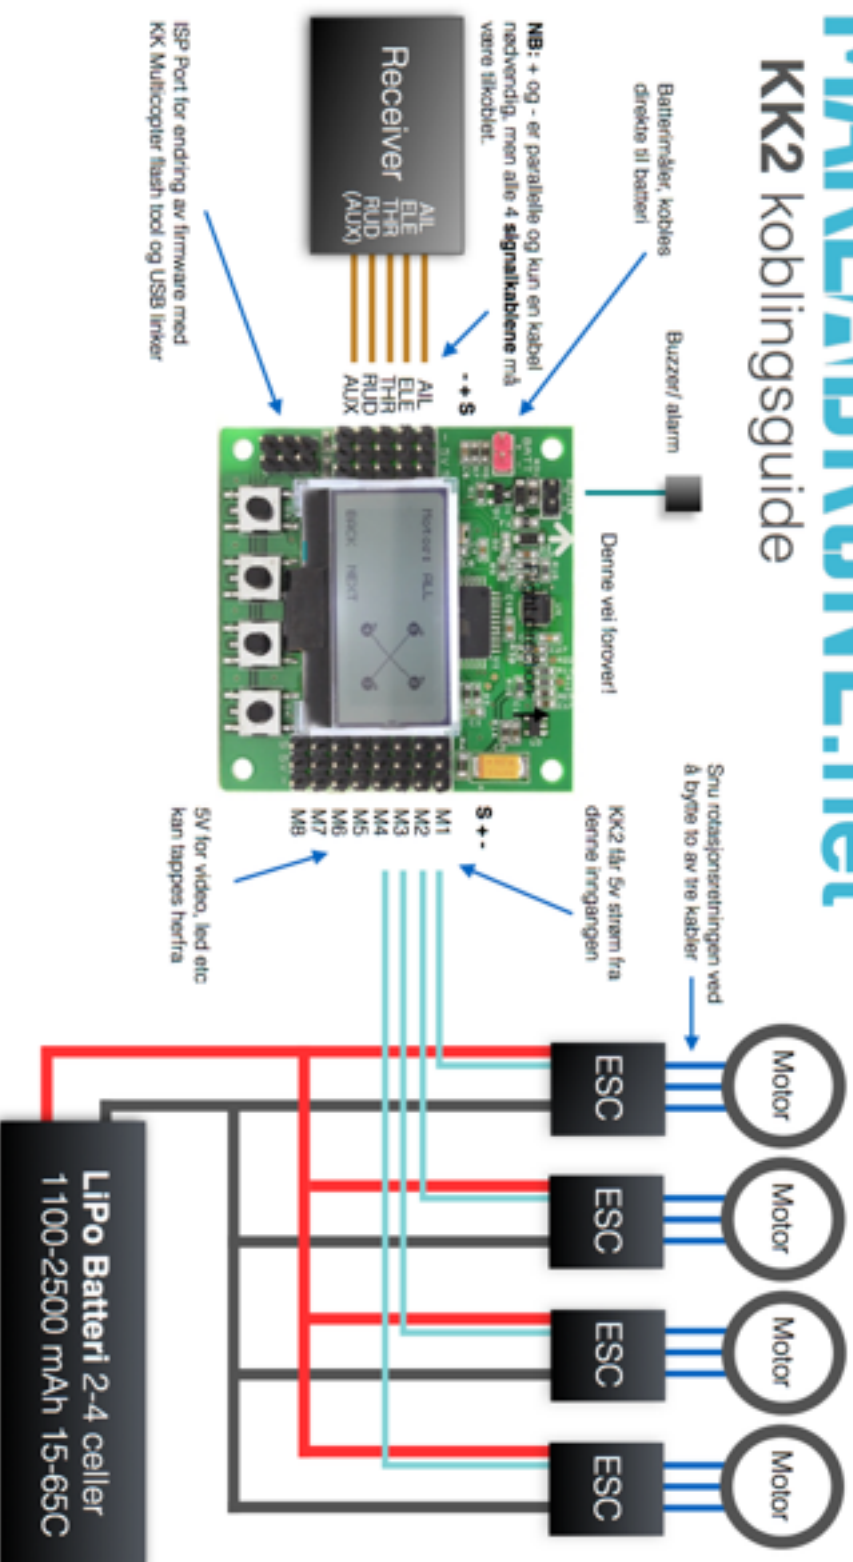 KK2 koblingsguide
Batterimåler, kobles
direkte til batteri
Buzzer/ alarm
Denne vei forover!
Snu rotasjonsretningen ved
å bytte to av tre kabler
Motor
Motor
Motor
Motor
NB: + og - er parallelle og kun en kabel
nødvendig, men alle 4 signalkablene må
være tilkoblet.
Receiver
AIL
ELE
THR
RUD
(AUX)
- + S
AIL
ELE
THR
RUD
AUX
BATT
Motor: ALL
BACK NEXT
S + -
M1
M2
M3
M4
M5
M6
M7
M8
KK2 får 5v strøm fra
denne inngangen
ESC
ESC
ESC
ESC
ISP Port for endring av firmware med
KK Multicopter flash tool og USB linker
5V for video, led etc
kan tappes herfra
LiPo Batteri 2-4 celler
1100-2500 mAh 15-65C